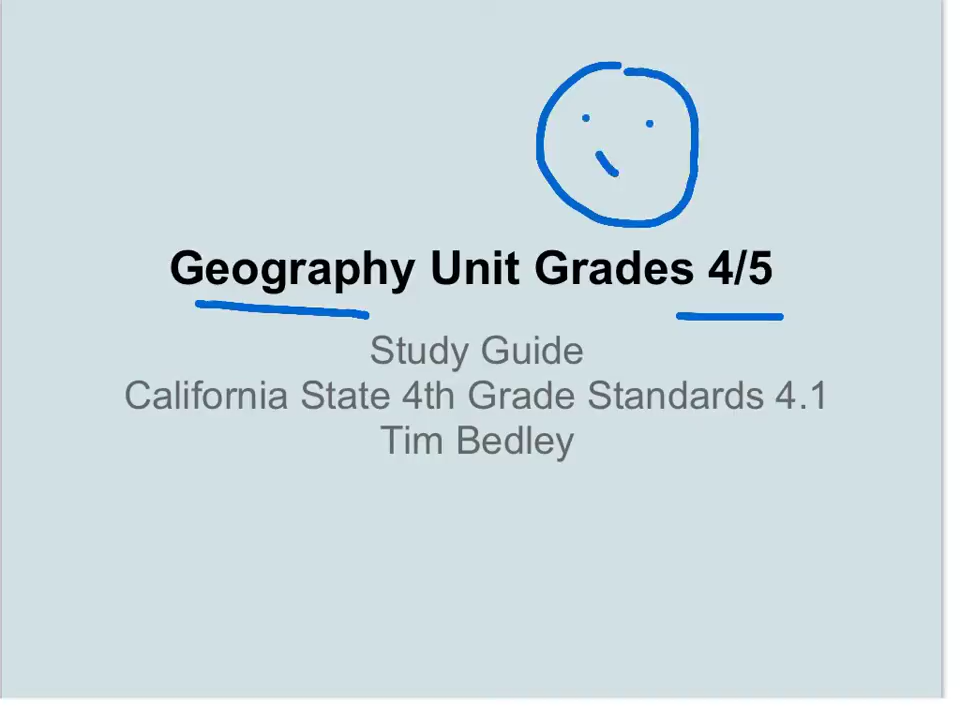 Geography Unit Grades 4/5
Study Guide
California State 4th Grade Standards 4.1
Tim Bedley